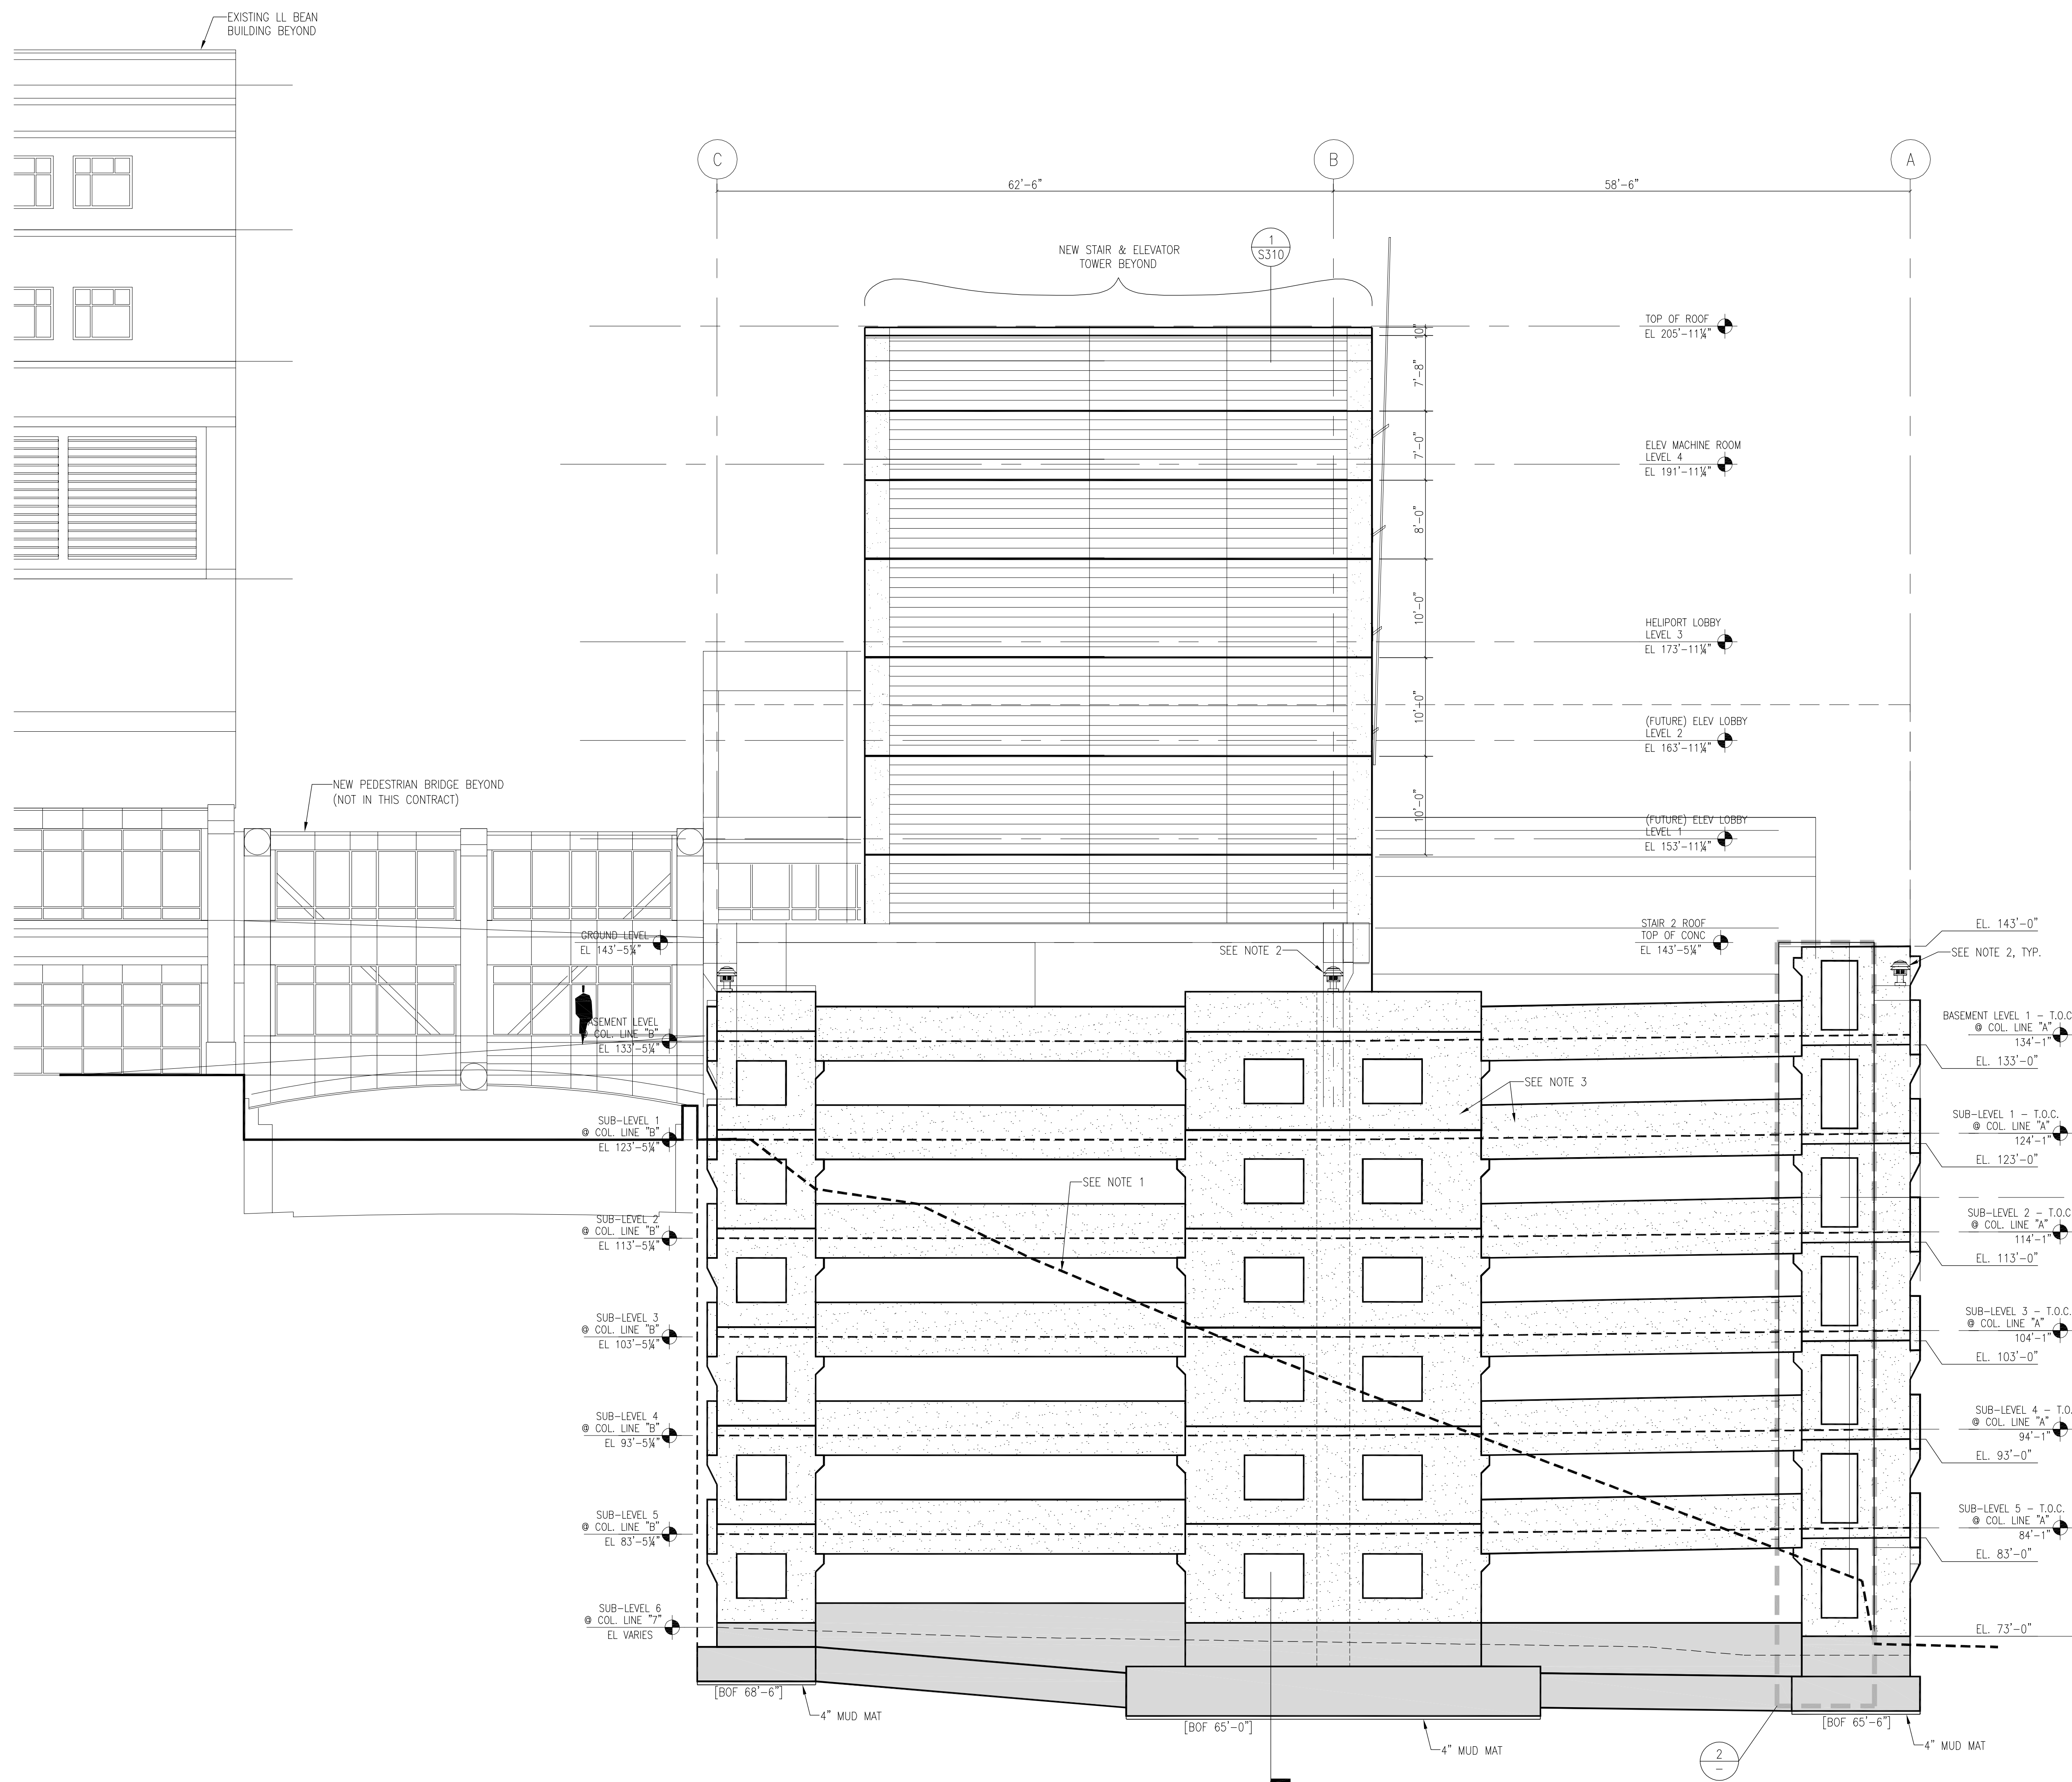 EXISTING LL BEAN
BUILDING BEYOND
C
B
A
62'-6"
58'-6"
NEW STAIR & ELEVATOR
TOWER BEYOND
1
S310
TOP OF ROOF
EL 205'-11¼"
10"
7'-8"
7'-0"
ELEV MACHINE ROOM
LEVEL 4
EL 191'-11¼"
8'-0"
10'-0"
HELIPORT LOBBY
LEVEL 3
EL 173'-11¼"
10'-0"
(FUTURE) ELEV LOBBY
LEVEL 2
EL 163'-11¼"
10'-0"
(FUTURE) ELEV LOBBY
LEVEL 1
EL 153'-11¼"
NEW PEDESTRIAN BRIDGE BEYOND
(NOT IN THIS CONTRACT)
GROUND LEVEL
EL 143'-5¼"
SEE NOTE 2
STAIR 2 ROOF
TOP OF CONC
EL 143'-5¼"
EL. 143'-0"
SEE NOTE 2, TYP.
BASEMENT LEVEL
@ COL. LINE "B"
EL 133'-5¼"
BASEMENT LEVEL 1 - T.O.C
@ COL. LINE "A"
134'-1"
EL. 133'-0"
SEE NOTE 3
SUB-LEVEL 1
@ COL. LINE "B"
EL 123'-5¼"
SUB-LEVEL 1 - T.O.C.
@ COL. LINE "A"
124'-1"
EL. 123'-0"
SEE NOTE 1
SUB-LEVEL 2
@ COL. LINE "B"
EL 113'-5¼"
SUB-LEVEL 2 - T.O.C
@ COL. LINE "A"
114'-1"
EL. 113'-0"
SUB-LEVEL 3
@ COL. LINE "B"
EL 103'-5¼"
SUB-LEVEL 3 - T.O.C.
@ COL. LINE "A"
104'-1"
EL. 103'-0"
SUB-LEVEL 4
@ COL. LINE "B"
EL 93'-5¼"
SUB-LEVEL 4 - T.O.
@ COL. LINE "A"
94'-1"
EL. 93'-0"
SUB-LEVEL 5
@ COL. LINE "B"
EL 83'-5¼"
SUB-LEVEL 5 - T.O.C.
@ COL. LINE "A"
84'-1"
EL. 83'-0"
SUB-LEVEL 6
@ COL. LINE "7"
EL VARIES
EL. 73'-0"
[BOF 68'-6"]
4" MUD MAT
[BOF 65'-0"]
4" MUD MAT
[BOF 65'-6"]
4" MUD MAT
2
-